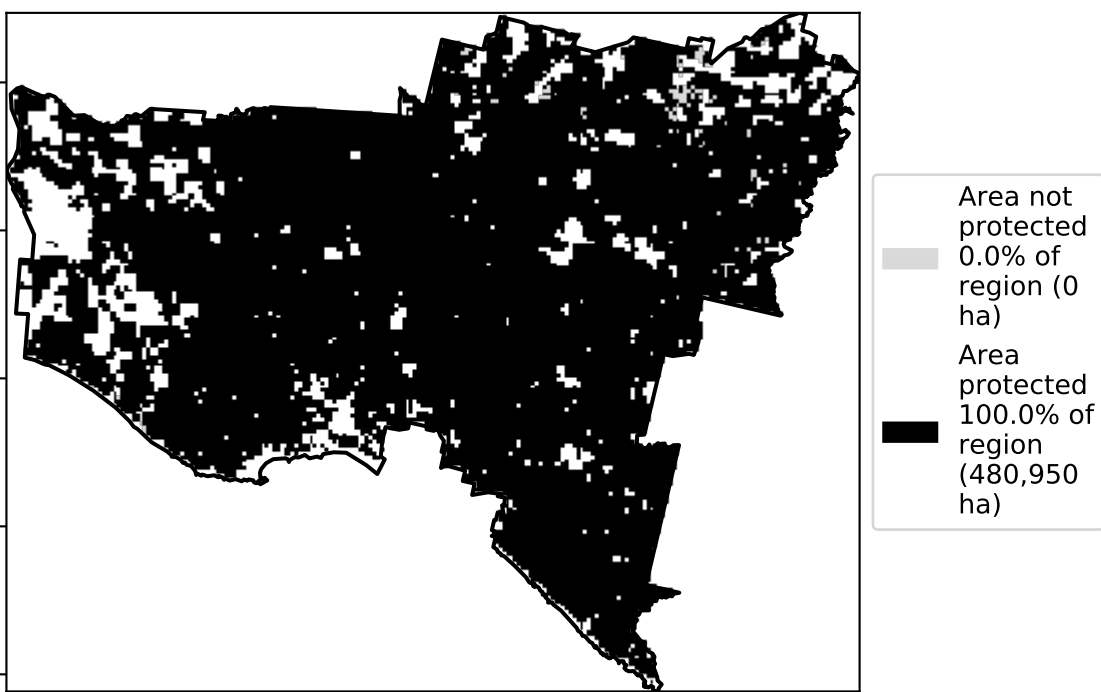 Area not
protected
0.0% of
region (0
ha)
Area
protected
100.0% of
region
(480,950
ha)